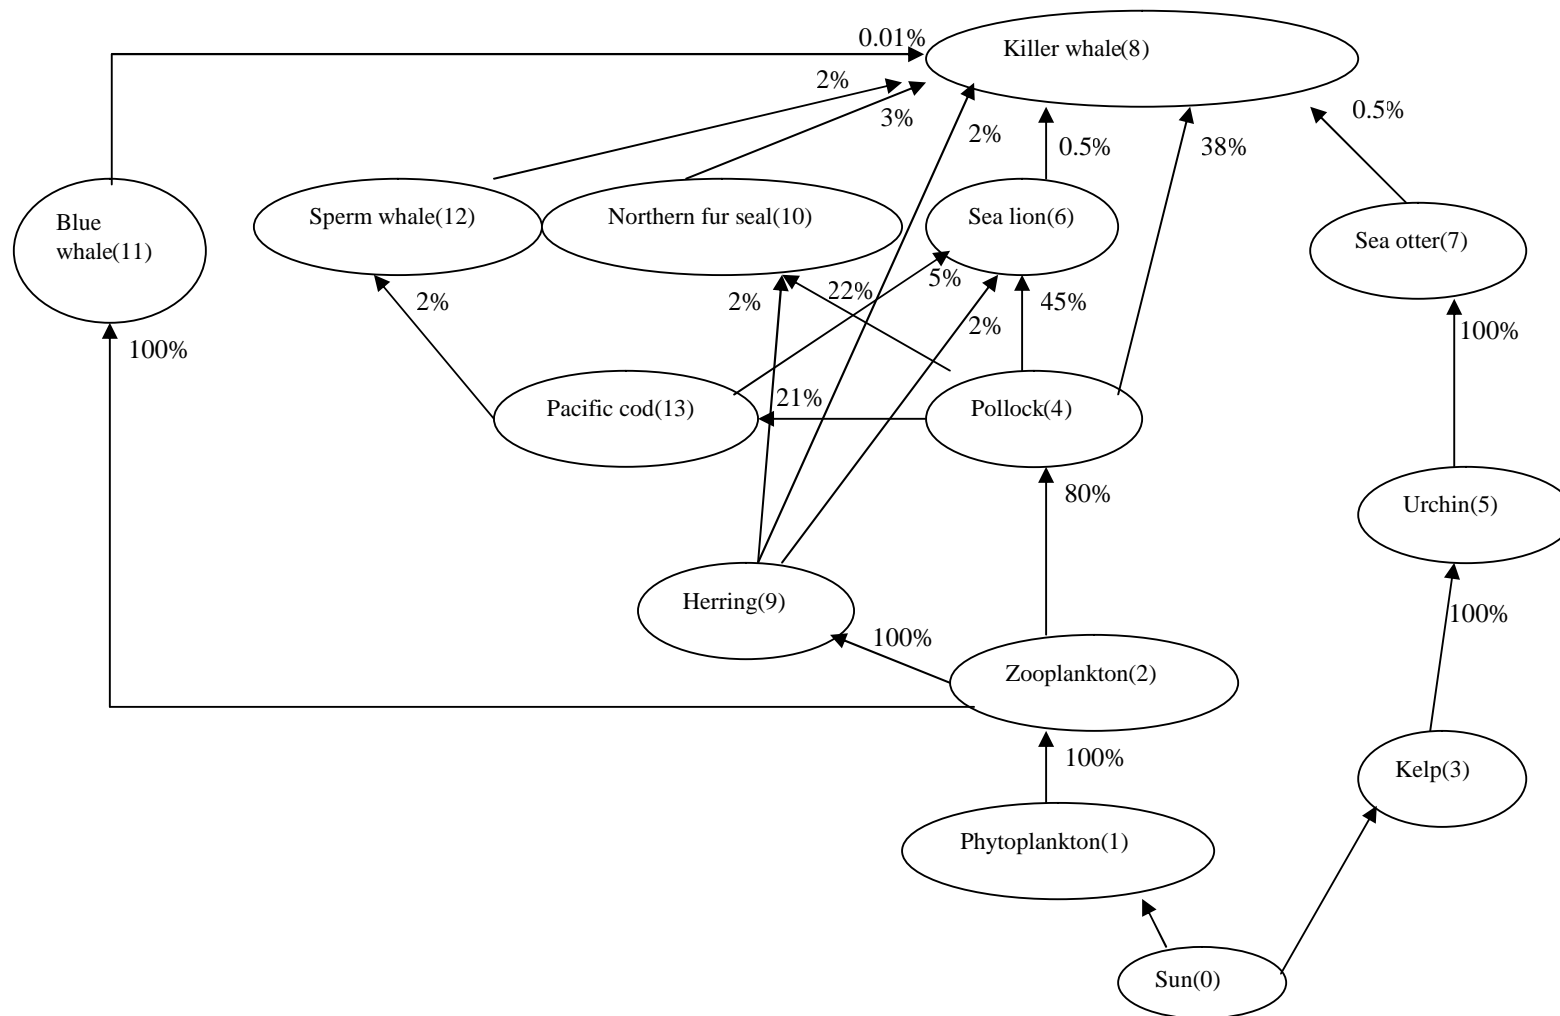 0.01%
Killer whale(8)
2%
3%
2%
0.5%
38%
0.5%
Blue
whale(11)
Sperm whale(12)
Northern fur seal(10)
Sea lion(6)
Sea otter(7)
2%
2%
22%
5%
2%
45%
100%
100%
Pacific cod(13)
21%
Pollock(4)
80%
Urchin(5)
Herring(9)
100%
100%
Zooplankton(2)
100%
Kelp(3)
Phytoplankton(1)
Sun(0)